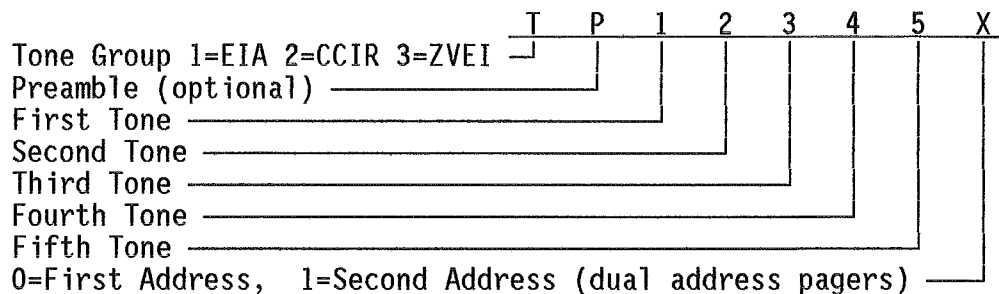 T P 1 2 3 4 5 X
Tone Group 1=EIA 2=CCIR 3=ZVEI
Preamble (optional)
First Tone
Second Tone
Third Tone
Fourth Tone
Fifth Tone
0=First Address, 1=Second Address (dual address pagers)